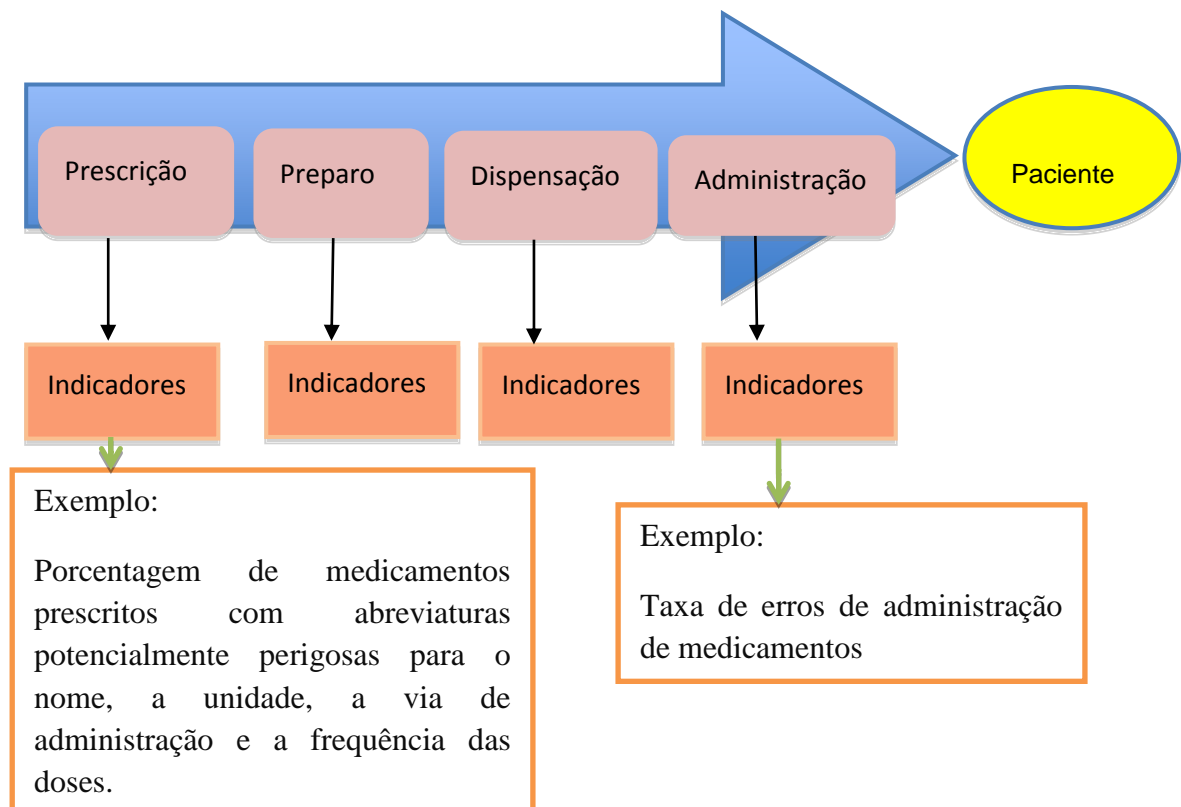 Prescrição
Preparo
Dispensação
Administração
Paciente
Indicadores
Indicadores
Indicadores
Indicadores
Exemplo:
Porcentagem de medicamentos
prescritos com abreviaturas
potencialmente perigosas para o
nome, a unidade, a via de
administração e a frequência das
doses.
Exemplo:
Taxa de erros de administração
de medicamentos